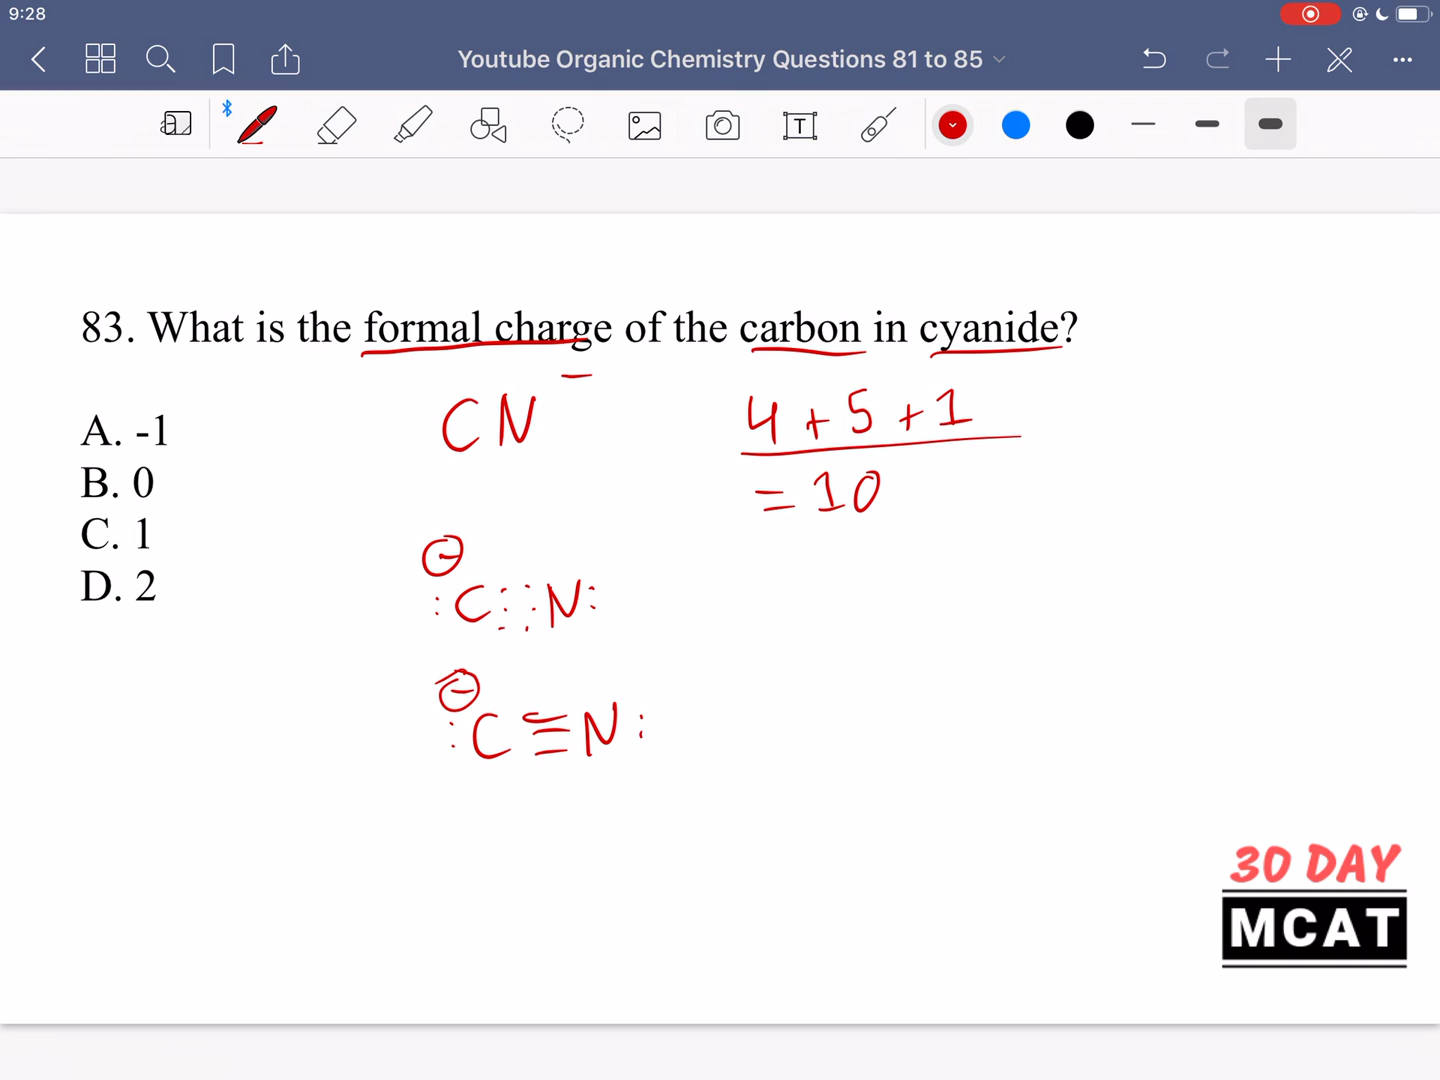 9:28
Youtube Organic Chemistry Questions 81 to 85
83. What is the formal charge of the carbon in cyanide?
A. -1
B. 0
C. 1
D. 2
CN⁻
4 + 5 + 1
= 10
⊖
:C⋮⋮N:
⊖
:C≡N:
30 DAY
MCAT